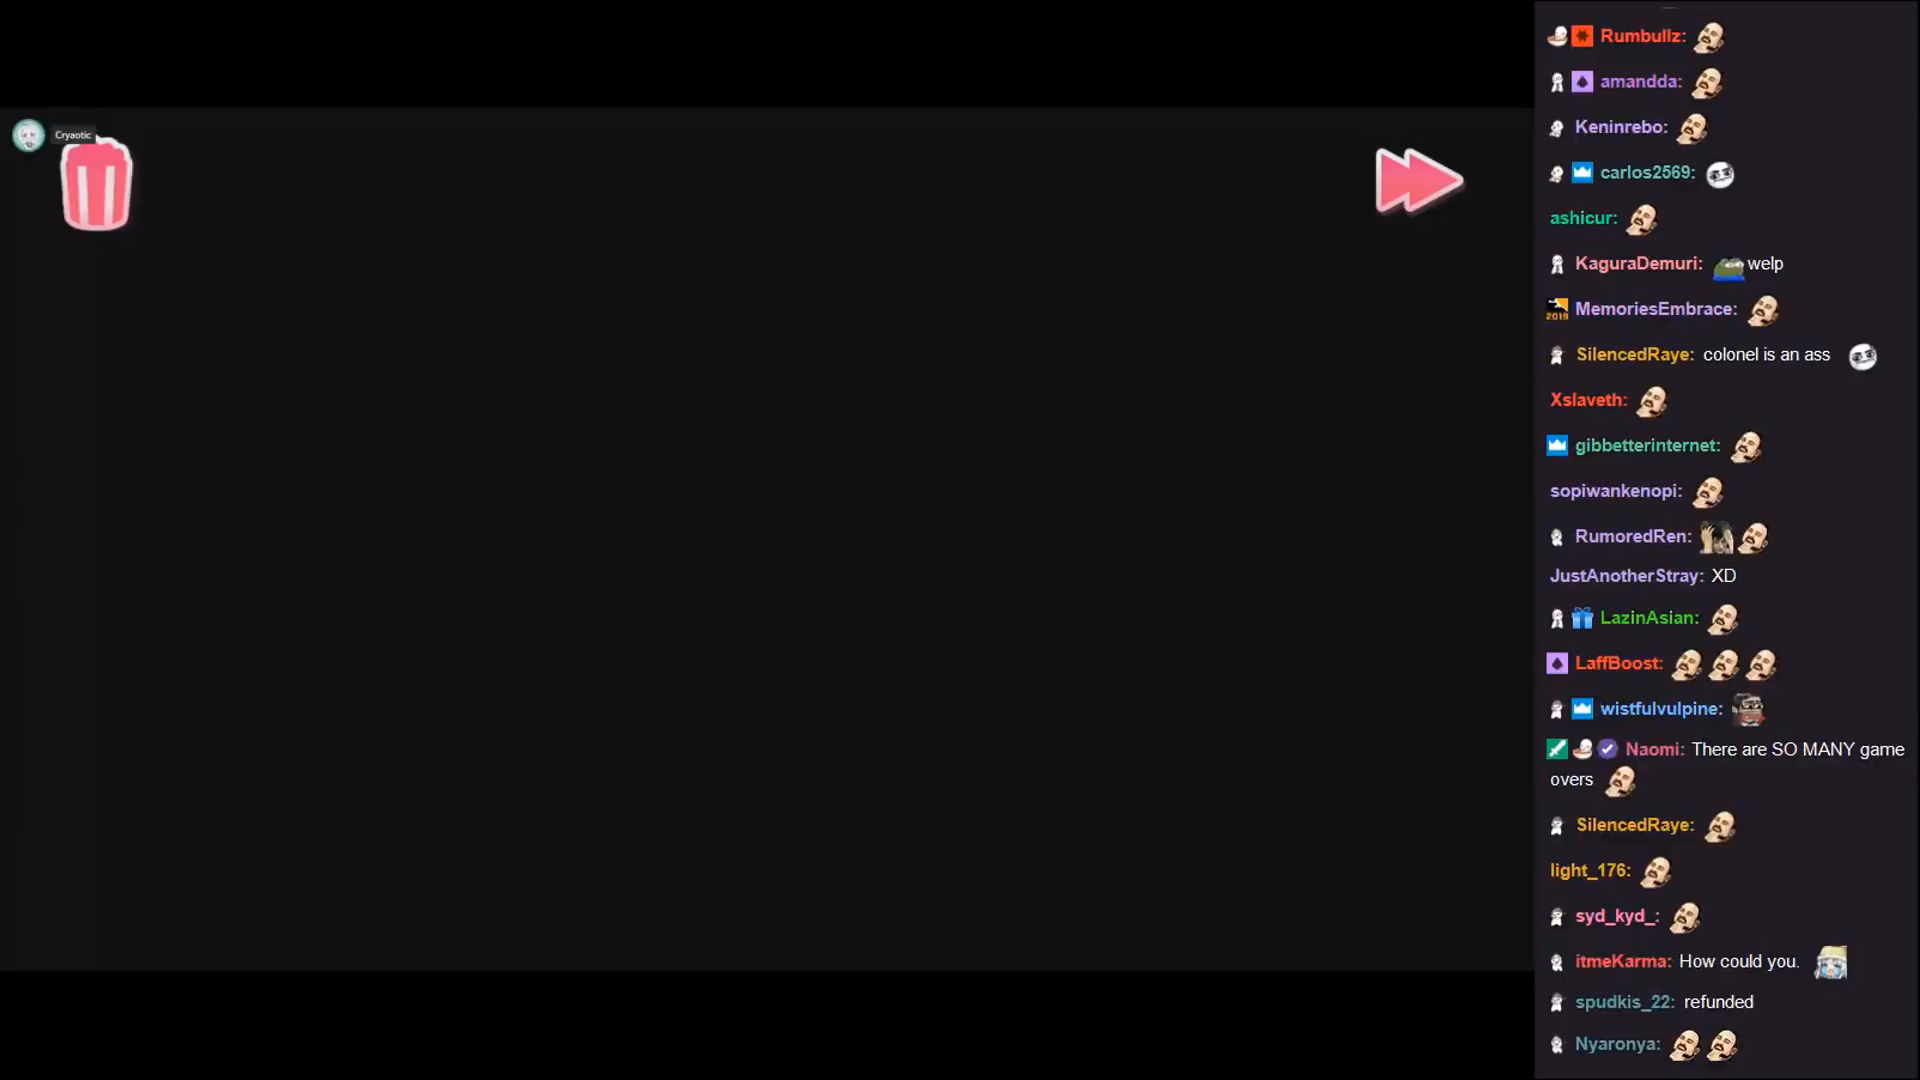 Cryaotic
Rumbullz:
amandda:
Keninrebo:
carlos2569:
ashicur:
KaguraDemuri: welp
2019 MemoriesEmbrace:
SilencedRaye: colonel is an ass
Xslaveth:
gibbetterinternet:
sopiwankenopi:
RumoredRen:
JustAnotherStray: XD
LazinAsian:
LaffBoost:
wistfulvulpine:
Naomi: There are SO MANY game
overs
SilencedRaye:
light_176:
syd_kyd_:
itmeKarma: How could you.
spudkis_22: refunded
Nyaronya: